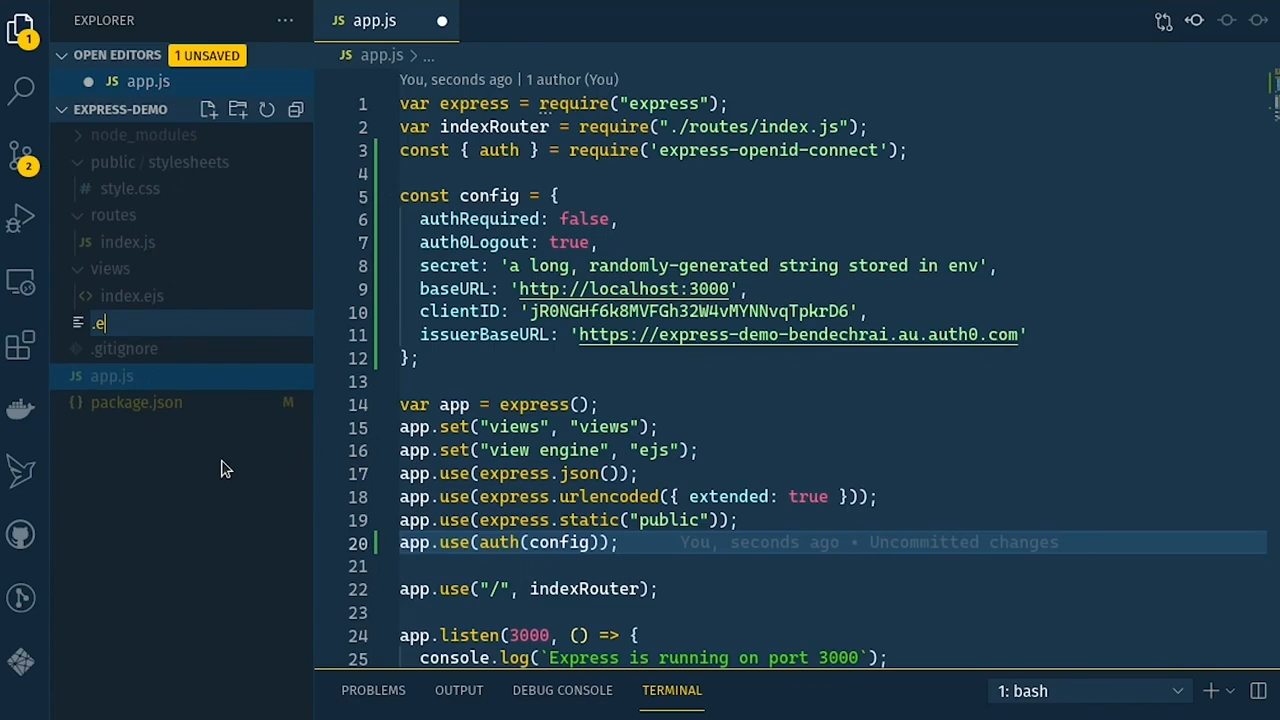 EXPLORER
OPEN EDITORS 1 UNSAVED
JS app.js
EXPRESS-DEMO
node_modules
public / stylesheets
# style.css
routes
JS index.js
views
<> index.ejs
.e
.gitignore
JS app.js
{} package.json M
1
2
JS app.js
JS app.js > ...
You, seconds ago | 1 author (You)
1 var express = require("express");
2 var indexRouter = require("./routes/index.js");
3 const { auth } = require('express-openid-connect');
4
5 const config = {
6 authRequired: false,
7 auth0Logout: true,
8 secret: 'a long, randomly-generated string stored in env',
9 baseURL: 'http://localhost:3000',
10 clientID: 'jR0NGHf6k8MVFGh32W4vMYNNvqTpkrD6',
11 issuerBaseURL: 'https://express-demo-bendechrai.au.auth0.com'
12 };
13
14 var app = express();
15 app.set("views", "views");
16 app.set("view engine", "ejs");
17 app.use(express.json());
18 app.use(express.urlencoded({ extended: true }));
19 app.use(express.static("public"));
20 app.use(auth(config)); You, seconds ago • Uncommitted changes
21
22 app.use("/", indexRouter);
23
24 app.listen(3000, () => {
25 console.log(`Express is running on port 3000`);
PROBLEMS OUTPUT DEBUG CONSOLE TERMINAL 1: bash